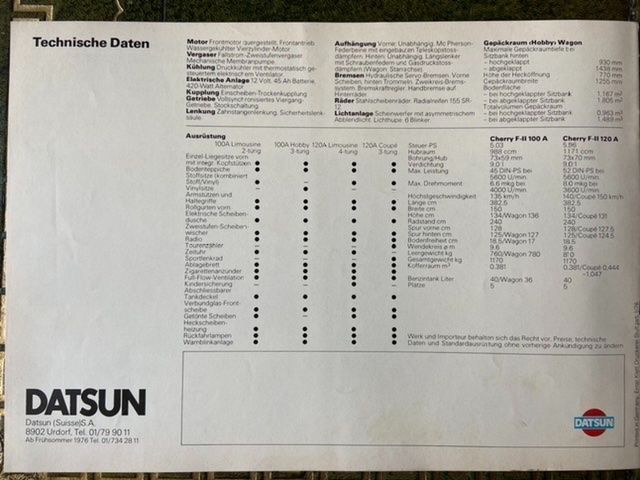 Technische Daten
Motor Frontmotor quergestellt. Frontantrieb
Wassergekühlter Vierzylinder-Motor
Vergaser Fallstrom-Zweistufenvergaser
Mechanische Membranpumpe.
Kühlung Druckkühler mit thermostatisch ge-
steuertem elektrischem Ventilator.
Elektrische Anlage 12 Volt, 45 Ah Batterie,
420-Watt Alternator
Kupplung Einscheiben-Trockenkupplung
Getriebe Vollsynchronisiertes Viergang-
Getriebe, Stockschaltung
Lenkung Zahnstangenlenkung, Sicherheitslenk-
säule.
Aufhängung Vorne: Unabhängig, Mc Pherson-
Federbeine mit eingebauten Teleskopstoss-
dämpfern. Hinten: Unabhängig. Längslenker
mit Schraubenfedern und Gasdruckstoss-
dämpfern (Wagon: Starrachse)
Bremsen Hydraulische Servo-Bremsen. Vorne
Scheiben, hinten Trommeln. Zweikreis-Brems-
system, Bremskraftregler. Handbremse auf
Hinterräder.
Räder Stahlscheibenräder. Radialreifen 155 SR-
12
Lichtanlage Scheinwerfer mit asymmetrischem
Abblendlicht, Lichthupe, 6 Blinker.
Gepäckraum ‹Hobby› Wagon
Maximale Gepäckraumtiefe bei
Sitzbank hinten
– hochgeklappt 930 mm
– abgeklappt 1438 mm
Höhe der Hecköffnung 770 mm
Gepäckraumbreite 1255 mm
Bodenfläche
– bei hochgeklappter Sitzbank 1.167 m²
– bei abgeklappter Sitzbank 1.805 m²
Totalvolumen Gepäckraum
– bei hochgeklappter Sitzbank 0.963 m³
– bei abgeklappter Sitzbank 1.489 m³
Ausrüstung
100A Limousine 100A Hobby 120A Limousine 120A Coupé
2-türig 3-türig 4-türig 3-türig
Einzel-Liegesitze vorn
mit integr. Kopfstützen ● ● ● ●
Bodenteppiche ● ● ● ●
Stoffsitze (kombiniert
Stoff/Vinyl) ● – ● ●
Vinylsitze – ● – –
Armstützen und
Haltegriffe ● ● ● ●
Rollgurten vorn ● ● ● ●
Elektrische Scheiben-
dusche ● ● ● ●
Zweistufen-Scheiben-
wischer ● ● ● ●
Radio ● ● ● ●
Tourenzähler
Zeituhr
Sportlenkrad
Ablagebrett
Zigarettenanzünder ● ● ● ●
Full-Flow-Ventilation ● ● ● ●
Kindersicherung
Abschliessbarer
Tankdeckel
Verbundglas-Front-
scheibe
Getönte Scheiben
Heckscheiben-
heizung ● ● ● ●
Rückfahrlampen ● ● ● ●
Warnblinkanlage ● ● ● ●
Cherry F-II 100 A Cherry F-II 120 A
Steuer-PS 5.03 5.96
Hubraum 988 ccm 1171 ccm
Bohrung/Hub 73x59 mm 73x70 mm
Verdichtung 9.0:1 9.0:1
Max. Leistung 45 DIN-PS bei 52 DIN-PS bei
5600 U/min. 5600 U/min.
Max. Drehmoment 6.6 mkg bei 8.0 mkg bei
4000 U/min. 3600 U/min.
Höchstgeschwindigkeit 135 km/h 140/Coupé 150 km/h
Länge cm 382.5 382.5
Breite cm 150 150
Höhe cm 134/Wagon 136 134/Coupé 131
Radstand cm 240 240
Spur vorne cm 128 128/Coupé 127.5
Spur hinten cm 125/Wagon 127 125/Coupé 124.5
Bodenfreiheit cm 18.5/Wagon 17 18.5
Wendekreis ø m 9.6 9.6
Leergewicht kg 760/Wagon 780
Gesamtgewicht kg 1170 1170
Kofferraum m³ 0.381 0.381/Coupé 0.444
–1.047
Benzintank Liter 40/Wagon 36 40
Plätze 5 5
Werk und Importeur behalten sich das Recht vor, Preise, technische
Daten und Standardausrüstung ohne vorherige Ankündigung zu ändern
DATSUN
Datsun (Suisse) S.A.
8902 Urdorf, Tel. 01/79 90 11
Ab Frühsommer 1976 Tel. 01/734 28 11
DATSUN